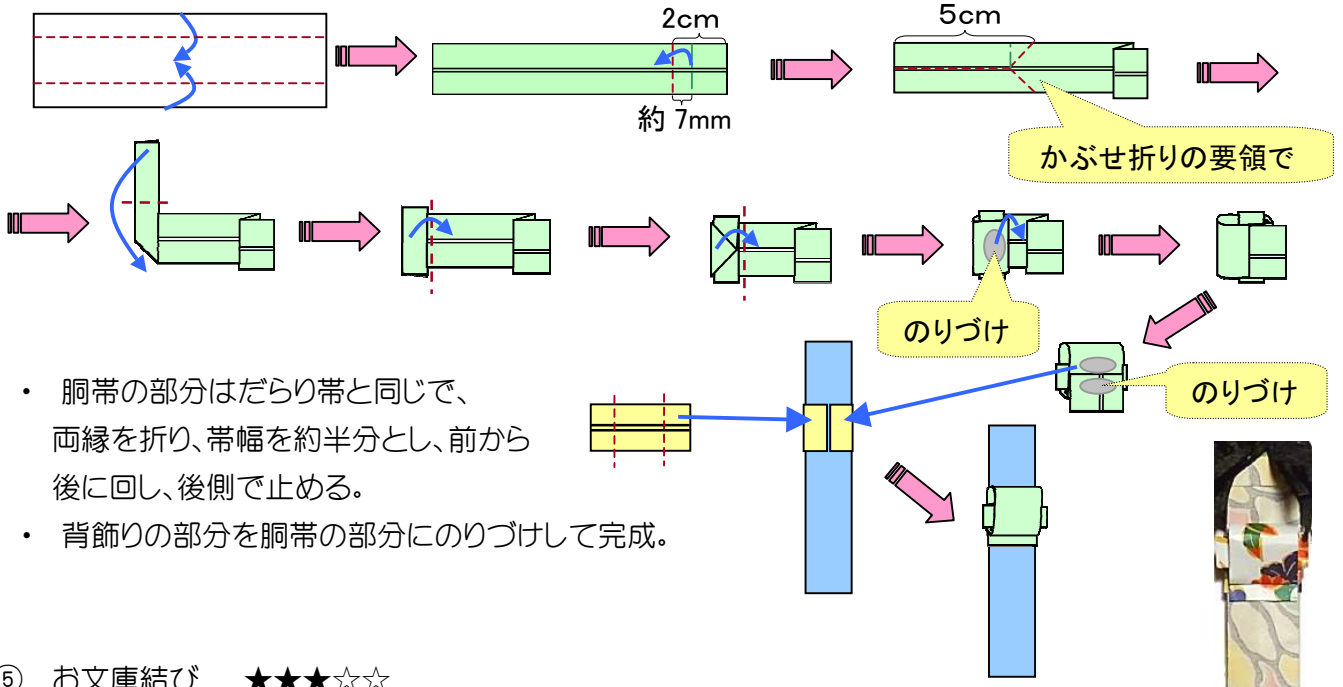 2cm
5cm
約 7mm
かぶせ折りの要領で
のりづけ
のりづけ
・ 胴帯の部分はだらり帯と同じで、
両縁を折り、帯幅を約半分とし、前から
後に回し、後側で止める。
・ 背飾りの部分を胴帯の部分にのりづけして完成。
⑤ お文庫結び ★★★☆☆